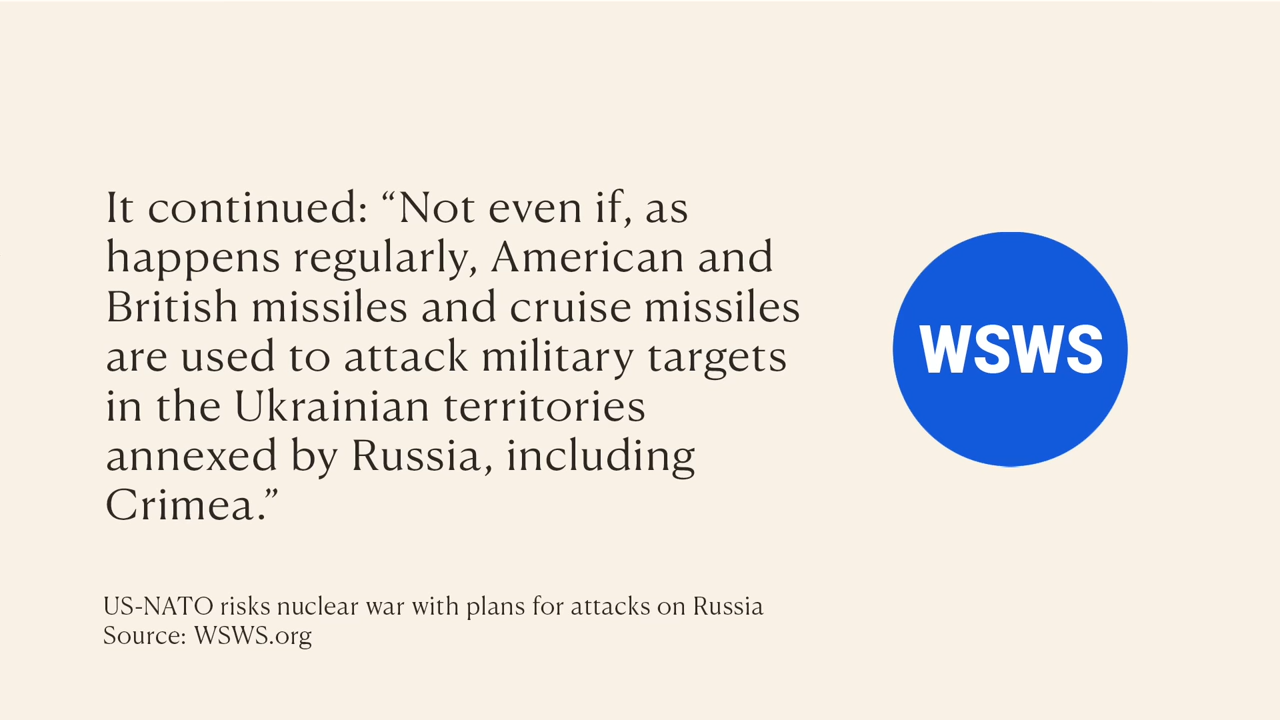 It continued: “Not even if, as
happens regularly, American and
British missiles and cruise missiles
are used to attack military targets
in the Ukrainian territories
annexed by Russia, including
Crimea.”
WSWS
US-NATO risks nuclear war with plans for attacks on Russia
Source: WSWS.org